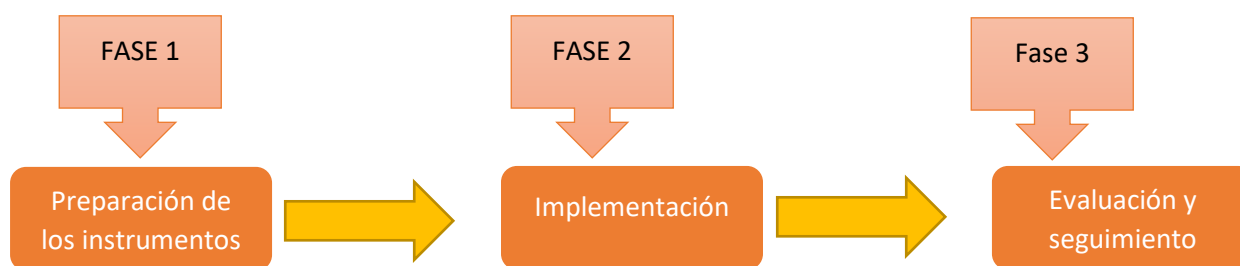 FASE 1
FASE 2
Fase 3
Preparación de
los instrumentos
Implementación
Evaluación y
seguimiento